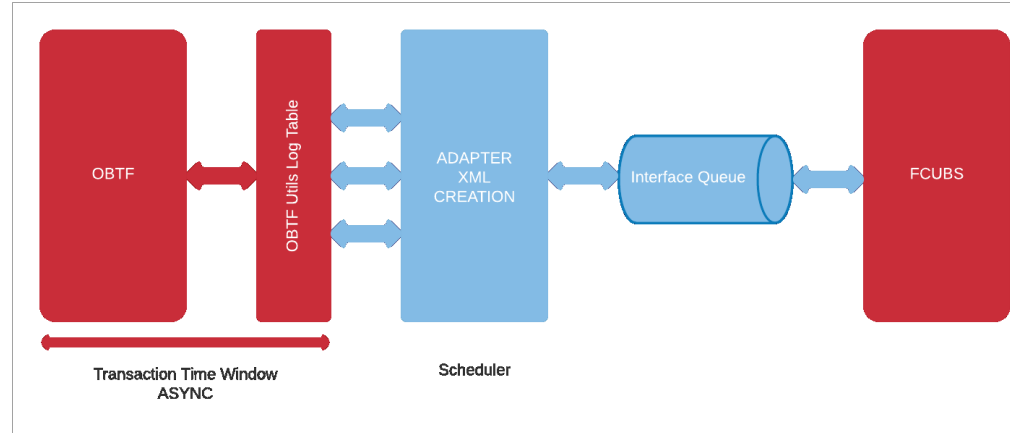 OBTF
OBTF Utils Log Table
ADAPTER
XML
CREATION
Interface Queue
FCUBS
Transaction Time Window
ASYNC
Scheduler